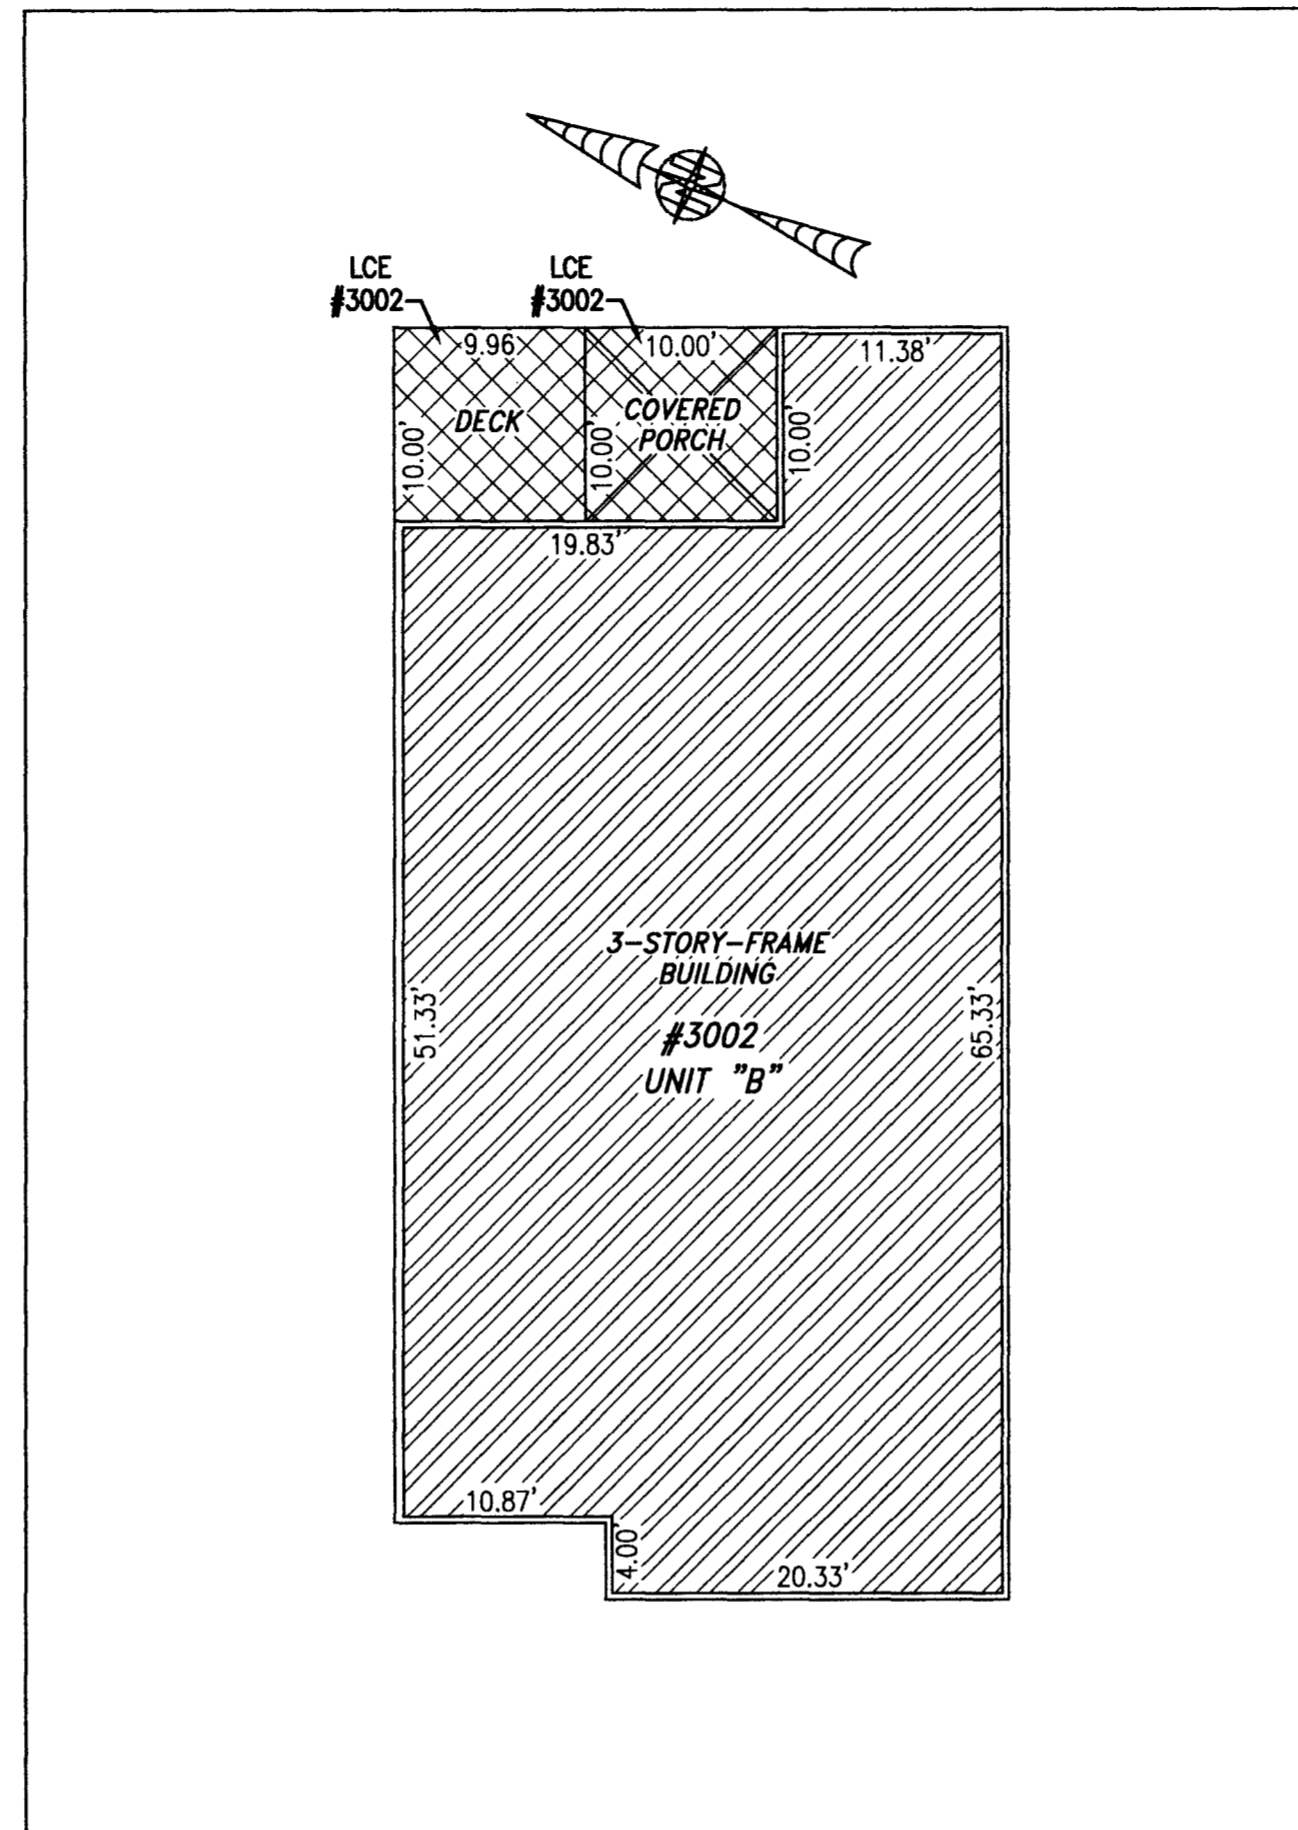 N
LCE
#3002
LCE
#3002
9.96
10.00'
11.38'
DECK
COVERED
PORCH
10.00'
10.00'
10.00'
19.83'
3-STORY-FRAME
BUILDING
#3002
UNIT "B"
51.33'
65.33'
10.87'
4.00'
20.33'